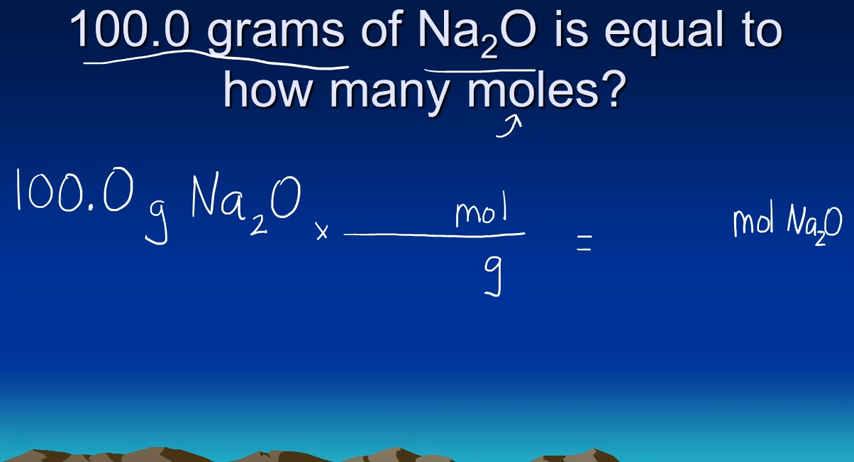 100.0 grams of Na₂O is equal to
how many moles?
100.0 g Na₂O × mol = mol Na₂O
g